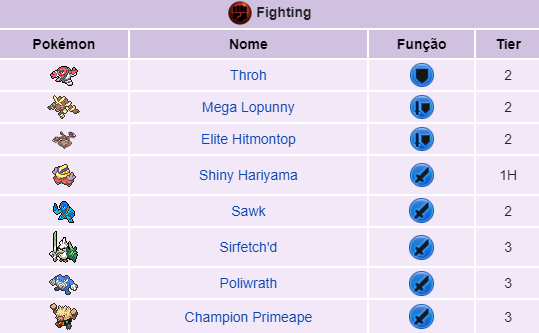 Fighting
Pokémon Nome Função Tier
Throh 2
Mega Lopunny 2
Elite Hitmontop 2
Shiny Hariyama 1H
Sawk 2
Sirfetch'd 3
Poliwrath 3
Champion Primeape 3